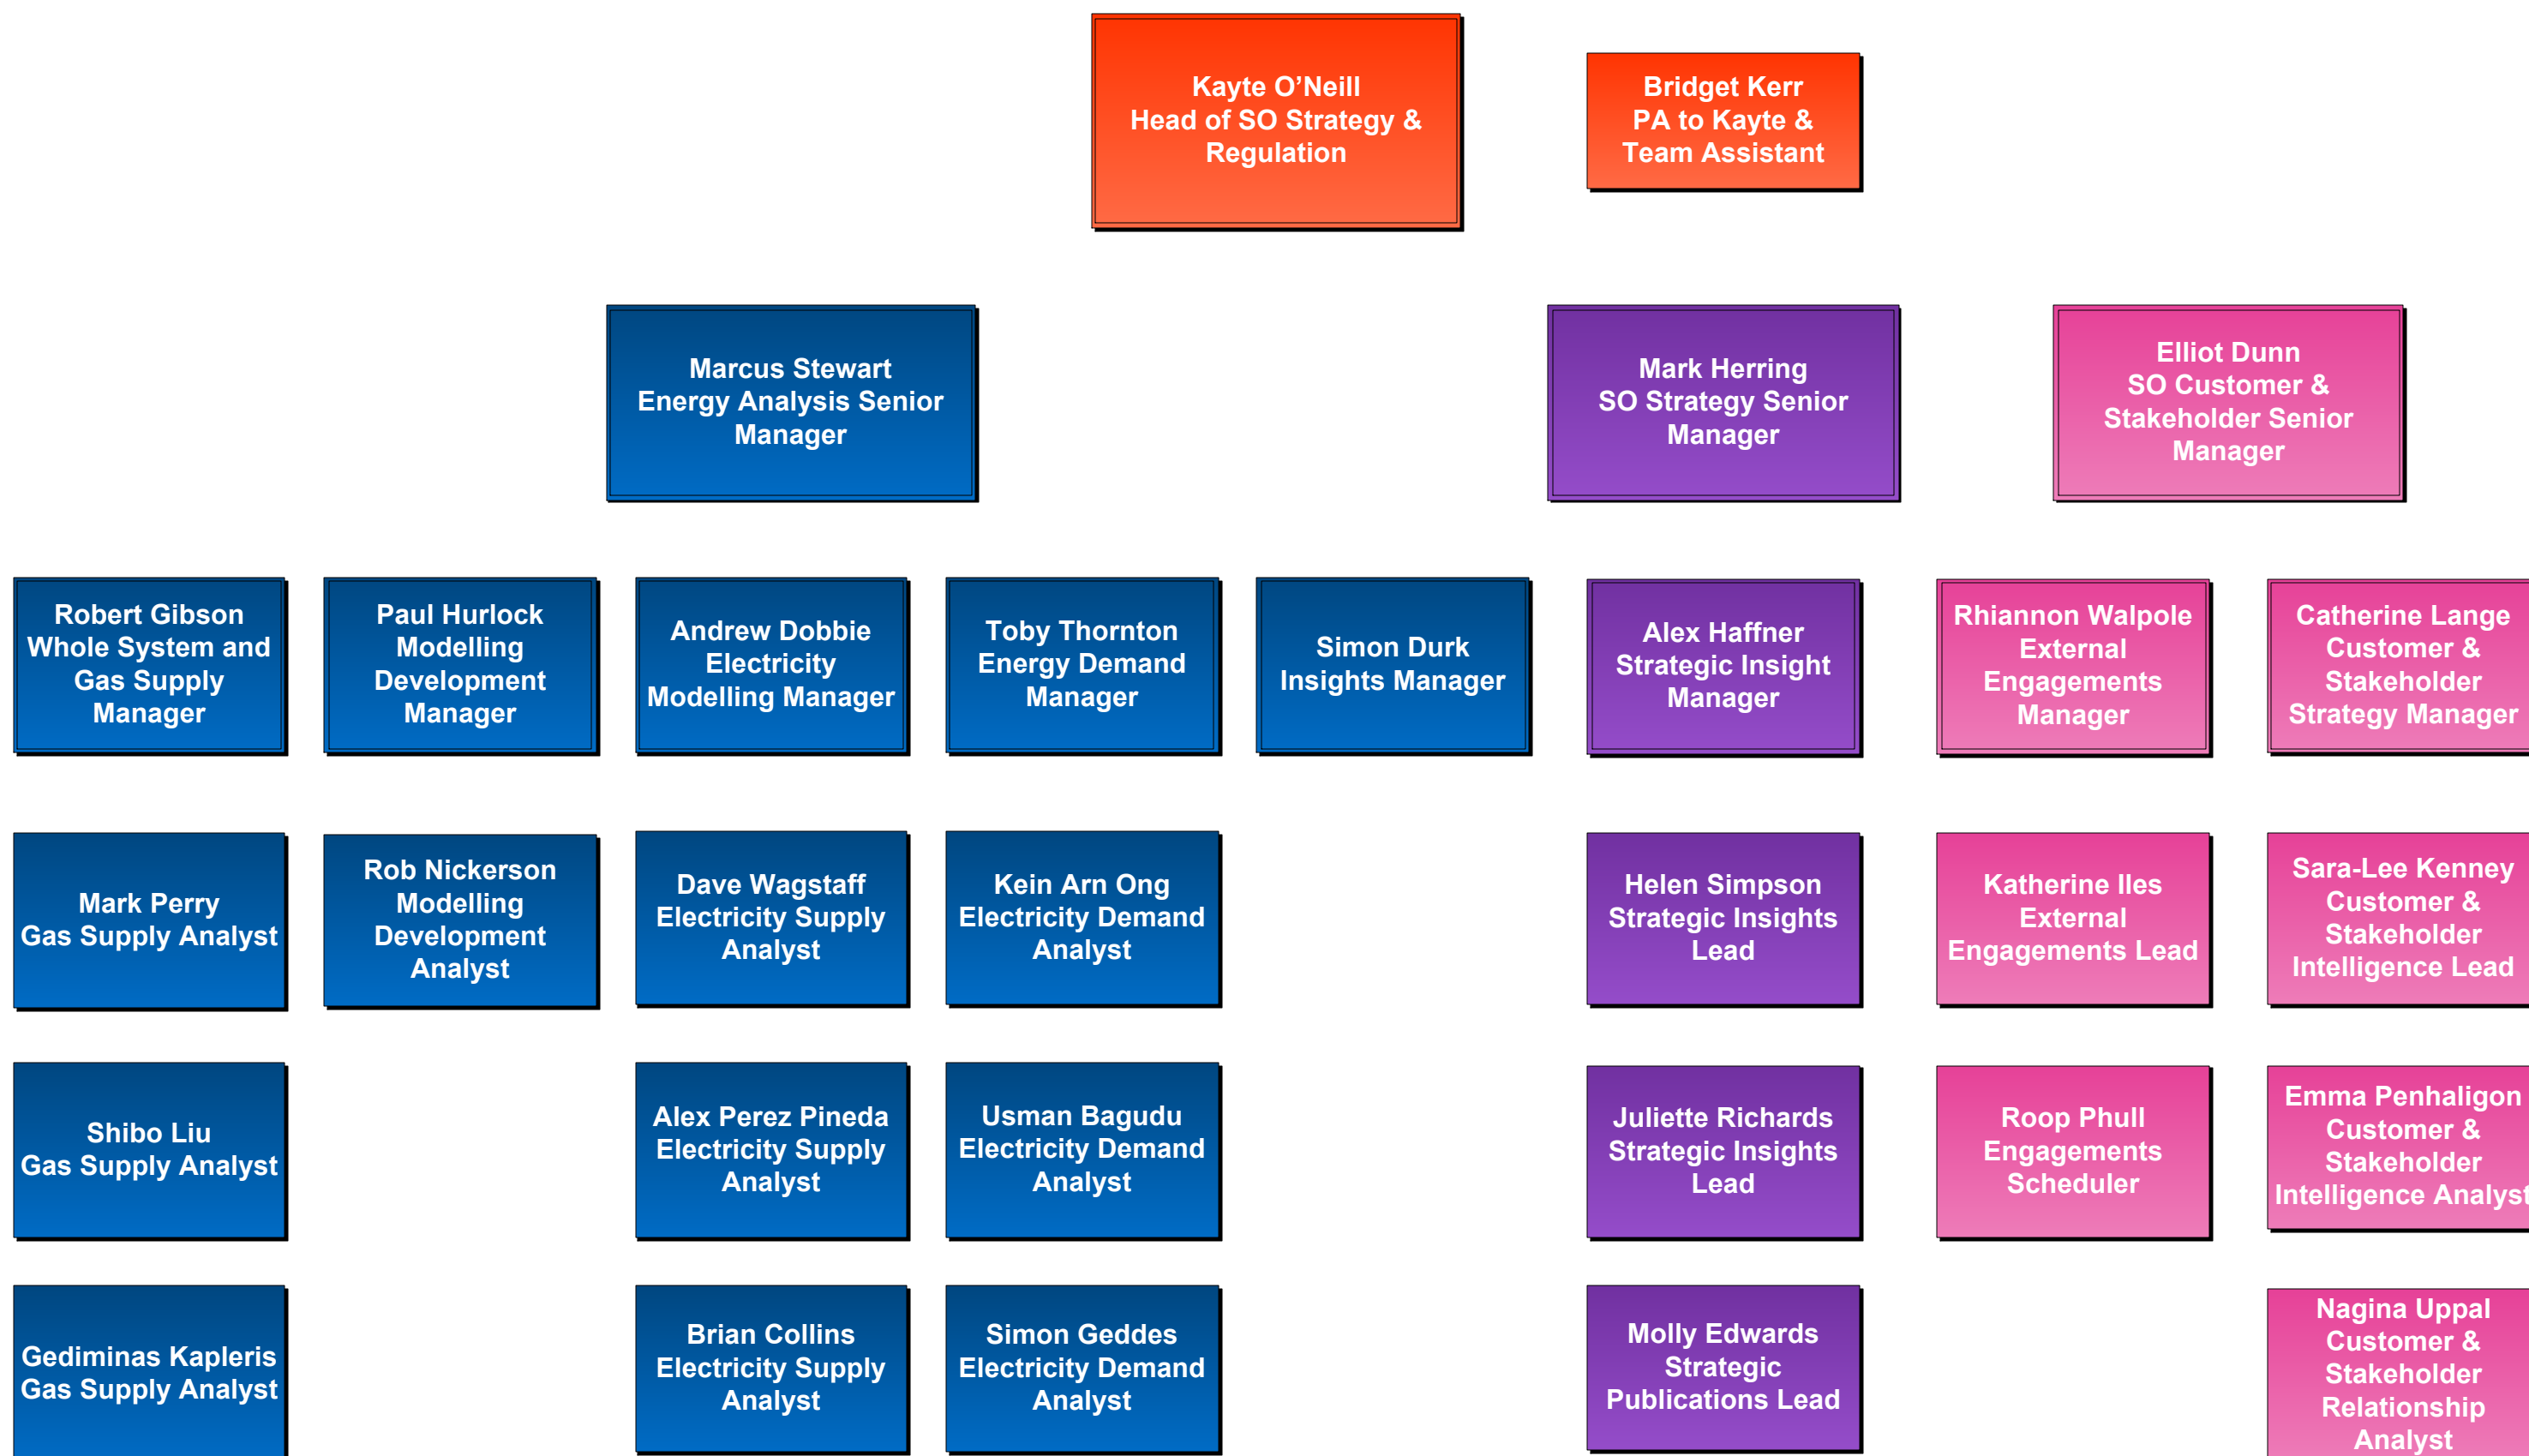 Kayte O’Neill
Head of SO Strategy &
Regulation
Bridget Kerr
PA to Kayte &
Team Assistant
Marcus Stewart
Energy Analysis Senior
Manager
Mark Herring
SO Strategy Senior
Manager
Elliot Dunn
SO Customer &
Stakeholder Senior
Manager
Robert Gibson
Whole System and
Gas Supply
Manager
Paul Hurlock
Modelling
Development
Manager
Andrew Dobbie
Electricity
Modelling Manager
Toby Thornton
Energy Demand
Manager
Simon Durk
Insights Manager
Alex Haffner
Strategic Insight
Manager
Rhiannon Walpole
External
Engagements
Manager
Catherine Lange
Customer &
Stakeholder
Strategy Manager
Mark Perry
Gas Supply Analyst
Rob Nickerson
Modelling
Development
Analyst
Dave Wagstaff
Electricity Supply
Analyst
Kein Arn Ong
Electricity Demand
Analyst
Helen Simpson
Strategic Insights
Lead
Katherine Iles
External
Engagements Lead
Sara-Lee Kenney
Customer &
Stakeholder
Intelligence Lead
Shibo Liu
Gas Supply Analyst
Alex Perez Pineda
Electricity Supply
Analyst
Usman Bagudu
Electricity Demand
Analyst
Juliette Richards
Strategic Insights
Lead
Roop Phull
Engagements
Scheduler
Emma Penhaligon
Customer &
Stakeholder
Intelligence Analyst
Gediminas Kapleris
Gas Supply Analyst
Brian Collins
Electricity Supply
Analyst
Simon Geddes
Electricity Demand
Analyst
Molly Edwards
Strategic
Publications Lead
Nagina Uppal
Customer &
Stakeholder
Relationship
Analyst